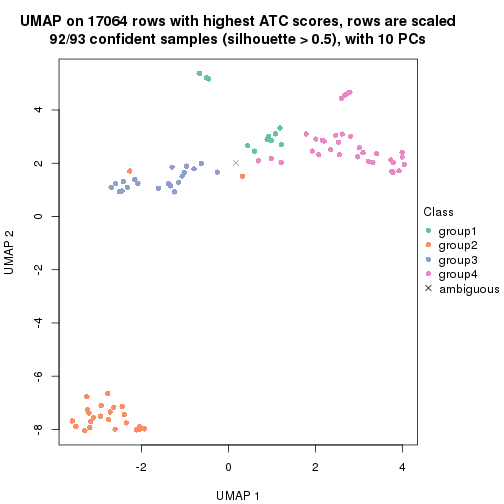 UMAP on 17064 rows with highest ATC scores, rows are scaled
92/93 confident samples (silhouette > 0.5), with 10 PCs
4
2
0
-2
-4
-6
-8
UMAP 2
-2
0
2
4
UMAP 1
Class
group1
group2
group3
group4
ambiguous